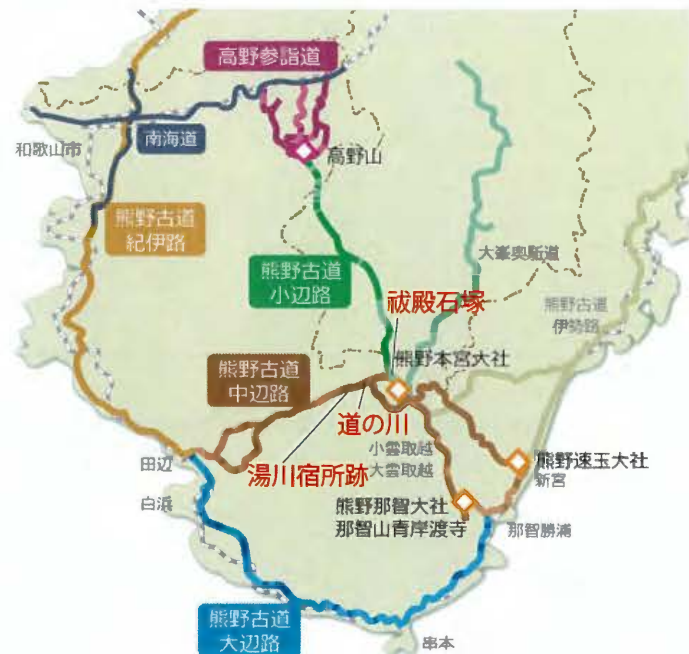 高野参詣道
和歌山市
南海道
高野山
熊野古道
紀伊路
熊野古道
小辺路
大峯奥駈道
祓殿石塚
熊野古道
伊勢路
熊野本宮大社
熊野古道
中辺路
道の川
小雲取越
大雲取越
田辺
湯川宿所跡
熊野速玉大社
新宮
白浜
熊野那智大社
那智山青岸渡寺
那智勝浦
熊野古道
大辺路
串本